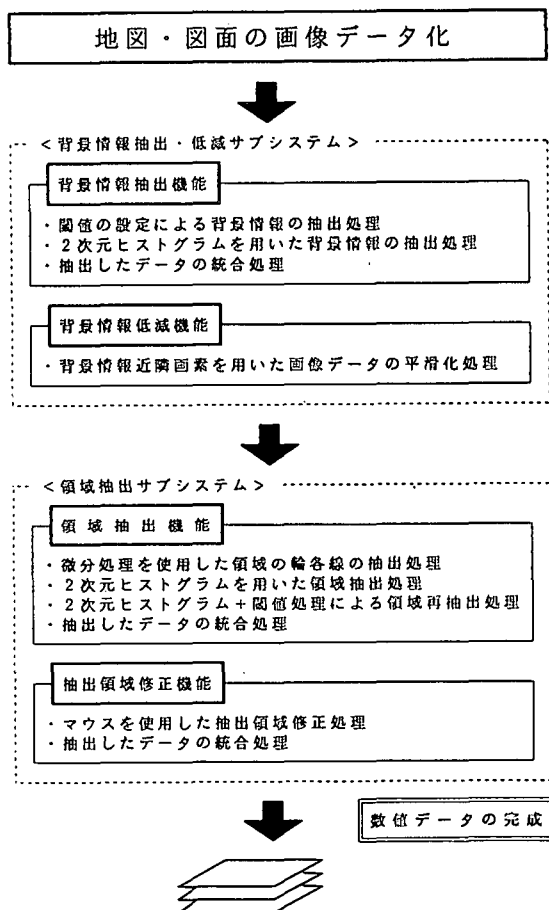 地図・図面の画像データ化
<背景情報抽出・低減サブシステム>
背景情報抽出機能
・閾値の設定による背景情報の抽出処理
・2次元ヒストグラムを用いた背景情報の抽出処理
・抽出したデータの統合処理
背景情報低減機能
・背景情報近隣画素を用いた画像データの平滑化処理
<領域抽出サブシステム>
領域抽出機能
・微分処理を使用した領域の輪各線の抽出処理
・2次元ヒストグラムを用いた領域抽出処理
・2次元ヒストグラム+閾値処理による領域再抽出処理
・抽出したデータの統合処理
抽出領域修正機能
・マウスを使用した抽出領域修正処理
・抽出したデータの統合処理
数値データの完成